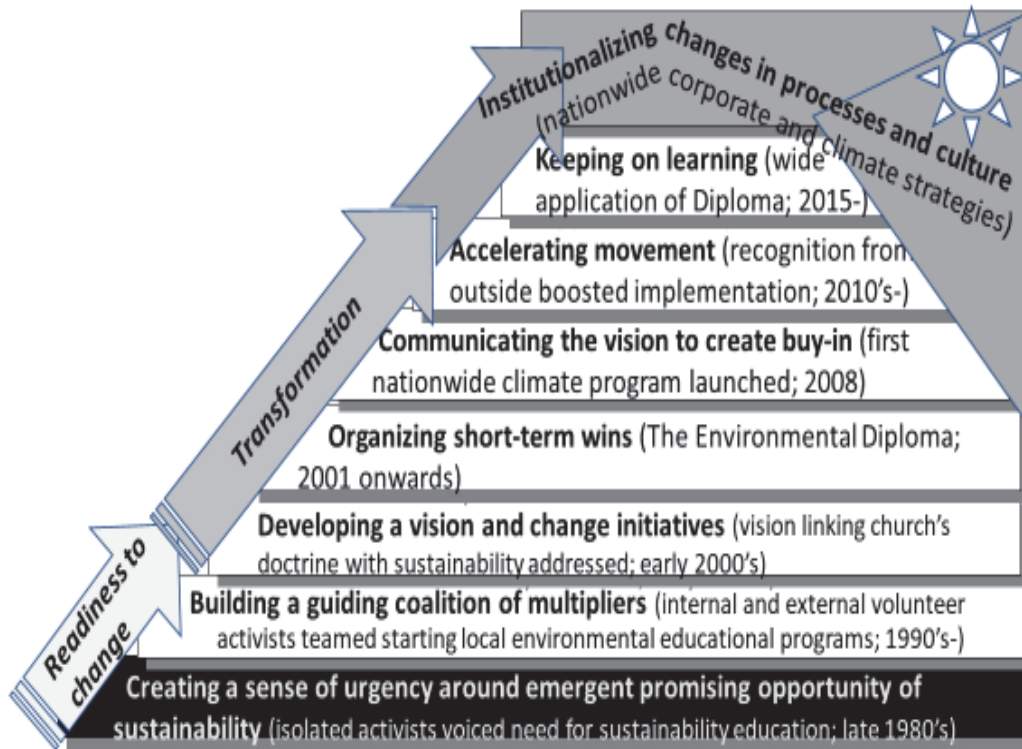 Institutionalizing changes in processes and culture
(nationwide corporate and climate strategies)
Keeping on learning (wide
application of Diploma; 2015-)
Accelerating movement (recognition from
outside boosted implementation; 2010's-)
Communicating the vision to create buy-in (first
nationwide climate program launched; 2008)
Organizing short-term wins (The Environmental Diploma;
2001 onwards)
Developing a vision and change initiatives (vision linking church's
doctrine with sustainability addressed; early 2000's)
Building a guiding coalition of multipliers (internal and external volunteer
activists teamed starting local environmental educational programs; 1990's-)
Creating a sense of urgency around emergent promising opportunity of
sustainability (isolated activists voiced need for sustainability education; late 1980's)
Transformation
Readiness to
change